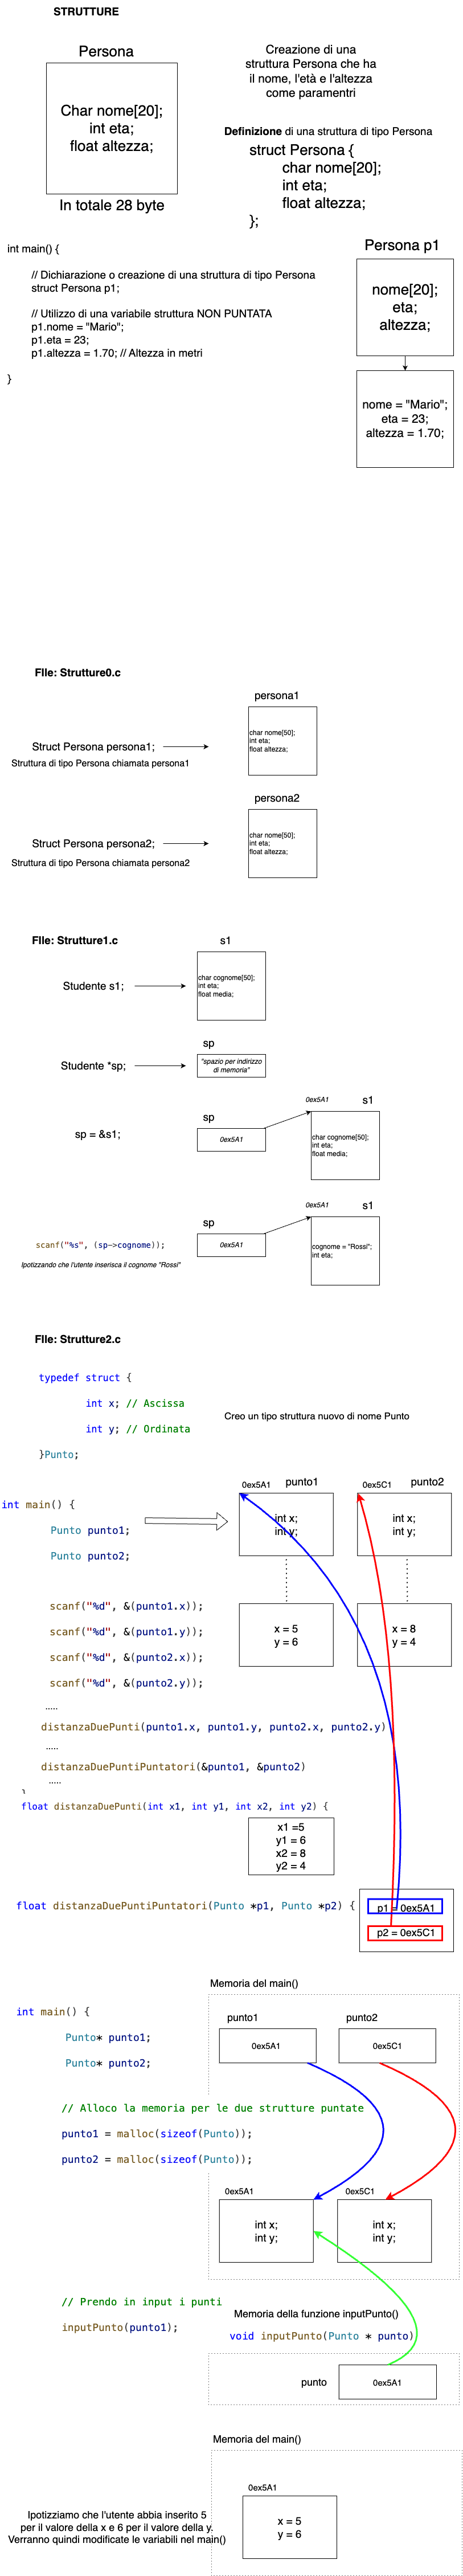 STRUTTURE
Persona
Char nome[20];
int eta;
float altezza;
In totale 28 byte
Creazione di una
struttura Persona che ha
il nome, l'età e l'altezza
come paramentri
Definizione di una struttura di tipo Persona
struct Persona {
char nome[20];
int eta;
float altezza;
};
int main() {
// Dichiarazione o creazione di una struttura di tipo Persona
struct Persona p1;
// Utilizzo di una variabile struttura NON PUNTATA
p1.nome = "Mario";
p1.eta = 23;
p1.altezza = 1.70; // Altezza in metri
}
Persona p1
nome[20];
eta;
altezza;
nome = "Mario";
eta = 23;
altezza = 1.70;
FIle: Strutture0.c
persona1
Struct Persona persona1;
Struttura di tipo Persona chiamata persona1
char nome[50];
int eta;
float altezza;
persona2
Struct Persona persona2;
Struttura di tipo Persona chiamata persona2
char nome[50];
int eta;
float altezza;
FIle: Strutture1.c
s1
Studente s1;
char cognome[50];
int eta;
float media;
sp
Studente *sp;
"spazio per indirizzo
di memoria"
sp = &s1;
sp
0ex5A1
0ex5A1
s1
char cognome[50];
int eta;
float media;
scanf("%s", (sp->cognome));
Ipotizzando che l'utente inserisca il cognome "Rossi"
sp
0ex5A1
0ex5A1
s1
cognome = "Rossi";
int eta;
FIle: Strutture2.c
typedef struct {
int x; // Ascissa
int y; // Ordinata
}Punto;
Creo un tipo struttura nuovo di nome Punto
int main() {
Punto punto1;
Punto punto2;
0ex5A1
punto1
int x;
int y;
0ex5C1
punto2
int x;
int y;
scanf("%d", &(punto1.x));
scanf("%d", &(punto1.y));
scanf("%d", &(punto2.x));
scanf("%d", &(punto2.y));
x = 5
y = 6
x = 8
y = 4
.....
distanzaDuePunti(punto1.x, punto1.y, punto2.x, punto2.y)
.....
distanzaDuePuntiPuntatori(&punto1, &punto2)
.....
}
float distanzaDuePunti(int x1, int y1, int x2, int y2) {
x1 =5
y1 = 6
x2 = 8
y2 = 4
float distanzaDuePuntiPuntatori(Punto *p1, Punto *p2) {
p1 = 0ex5A1
p2 = 0ex5C1
Memoria del main()
int main() {
Punto* punto1;
Punto* punto2;
punto1
0ex5A1
punto2
0ex5C1
// Alloco la memoria per le due strutture puntate
punto1 = malloc(sizeof(Punto));
punto2 = malloc(sizeof(Punto));
0ex5A1
int x;
int y;
0ex5C1
int x;
int y;
// Prendo in input i punti
inputPunto(punto1);
Memoria della funzione inputPunto()
void inputPunto(Punto * punto)
punto
0ex5A1
Memoria del main()
0ex5A1
x = 5
y = 6
Ipotizziamo che l'utente abbia inserito 5
per il valore della x e 6 per il valore della y.
Verranno quindi modificate le variabili nel main()